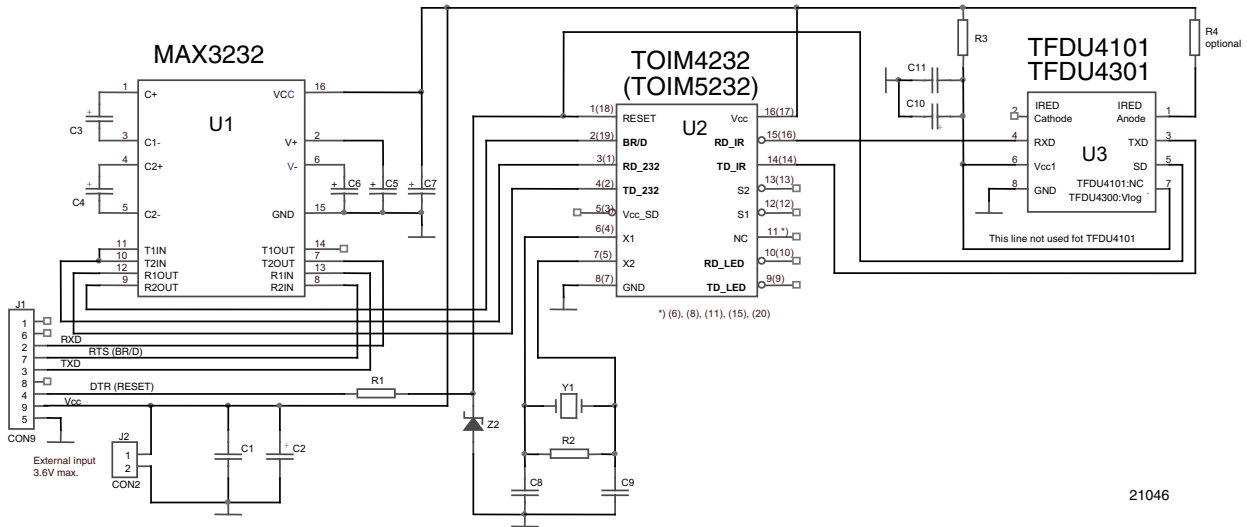 MAX3232
TOIM4232
(TOIM5232)
TFDU4101
TFDU4301
R3
R4
optional
C11
C10
1
C+
VCC
16
U1
C3
3
C1-
V+
2
4
C2+
V-
6
C4
C6
C5
C7
5
C2-
GND
15
11
T1IN
T1OUT
14
10
T2IN
T2OUT
7
12
R1OUT
R1IN
13
9
R2OUT
R2IN
8
1(18)
RESET
Vcc
16(17)
U2
2(19)
BR/D
RD_IR
15(16)
3(1)
RD_232
TD_IR
14(14)
4(2)
TD_232
S2
13(13)
5(3)
Vcc_SD
S1
12(12)
6(4)
X1
NC
11 *)
7(5)
X2
RD_LED
10(10)
8(7)
GND
TD_LED
9(9)
*) (6), (8), (11), (15), (20)
2
IRED
Cathode
IRED
Anode
1
4
RXD
TXD
3
U3
6
Vcc1
SD
5
8
GND
TFDU4101:NC
TFDU4300:Vlog
7
This line not used fot TFDU4101
J1
1
6
2
RXD
7
RTS (BR/D)
3
TXD
8
4
DTR (RESET)
R1
9
Vcc
5
CON9
External input
3.6V max.
J2
1
2
CON2
C1
C2
Z2
Y1
R2
C8
C9
21046